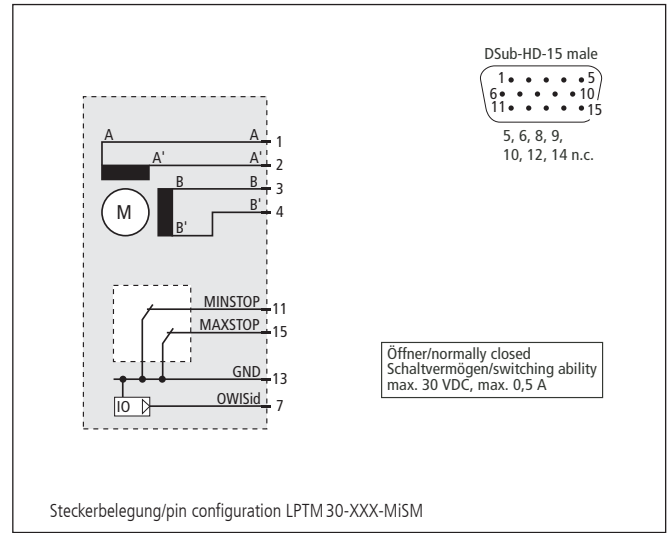 DSub-HD-15 male
1 5
6 10
11 15
5, 6, 8, 9,
10, 12, 14 n.c.
A A 1
A' A' 2
B B 3
B' 4
M
B'
MINSTOP 11
MAXSTOP 15
GND 13
IO OWISid 7
Öffner/normally closed
Schaltvermögen/switching ability
max. 30 VDC, max. 0,5 A
Steckerbelegung/pin configuration LPTM 30-XXX-MiSM